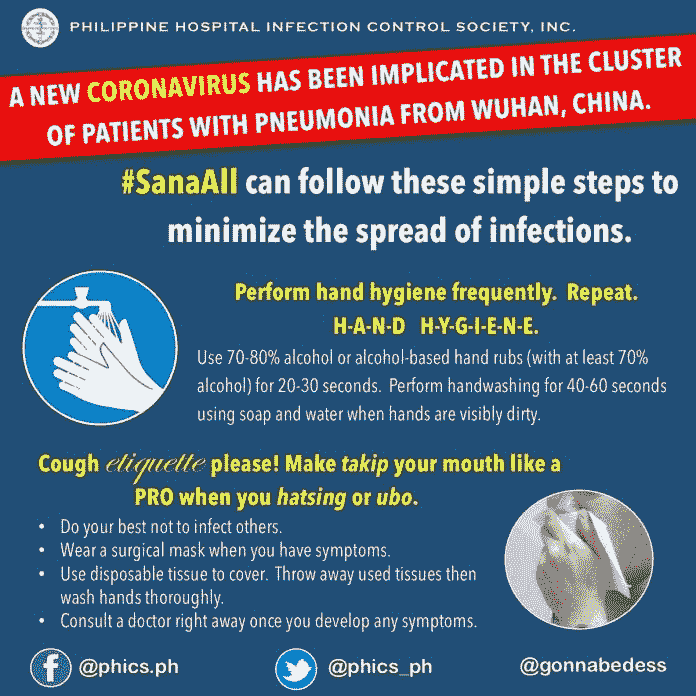 PHILIPPINE HOSPITAL INFECTION CONTROL SOCIETY, INC.
A NEW CORONAVIRUS HAS BEEN IMPLICATED IN THE CLUSTER
OF PATIENTS WITH PNEUMONIA FROM WUHAN, CHINA.
#SanaAll can follow these simple steps to
minimize the spread of infections.
Perform hand hygiene frequently. Repeat.
H-A-N-D H-Y-G-I-E-N-E.
Use 70-80% alcohol or alcohol-based hand rubs (with at least 70%
alcohol) for 20-30 seconds. Perform handwashing for 40-60 seconds
using soap and water when hands are visibly dirty.
Cough etiquette please! Make takip your mouth like a
PRO when you hatsing or ubo.
• Do your best not to infect others.
• Wear a surgical mask when you have symptoms.
• Use disposable tissue to cover. Throw away used tissues then
wash hands thoroughly.
• Consult a doctor right away once you develop any symptoms.
@phics.ph
@phics_ph
@gonnabedess